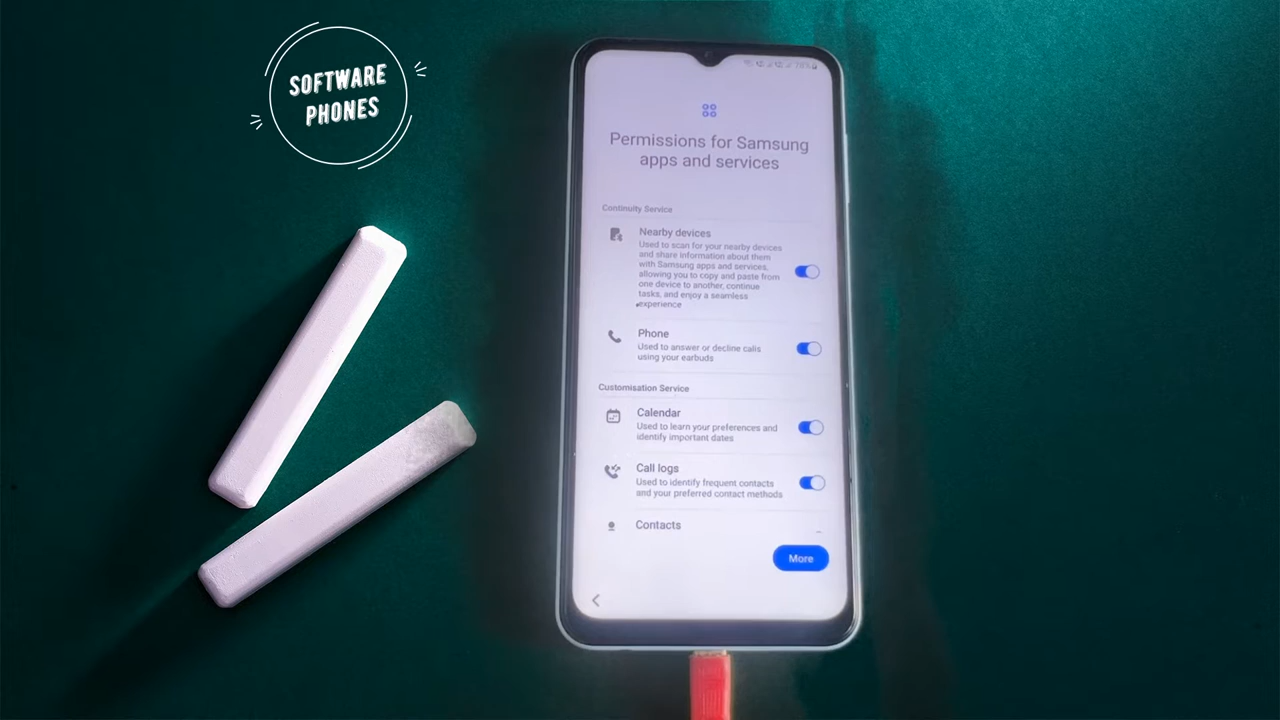 SOFTWARE
PHONES
Permissions for Samsung
apps and services
Continuity Service
Nearby devices
Used to scan for your nearby devices
and share information about them
with Samsung apps and services,
allowing you to copy and paste from
one device to another, continue
tasks, and enjoy a seamless
experience
Phone
Used to answer or decline calls
using your earbuds
Customisation Service
Calendar
Used to learn your preferences and
identify important dates
Call logs
Used to identify frequent contacts
and your preferred contact methods
Contacts
More